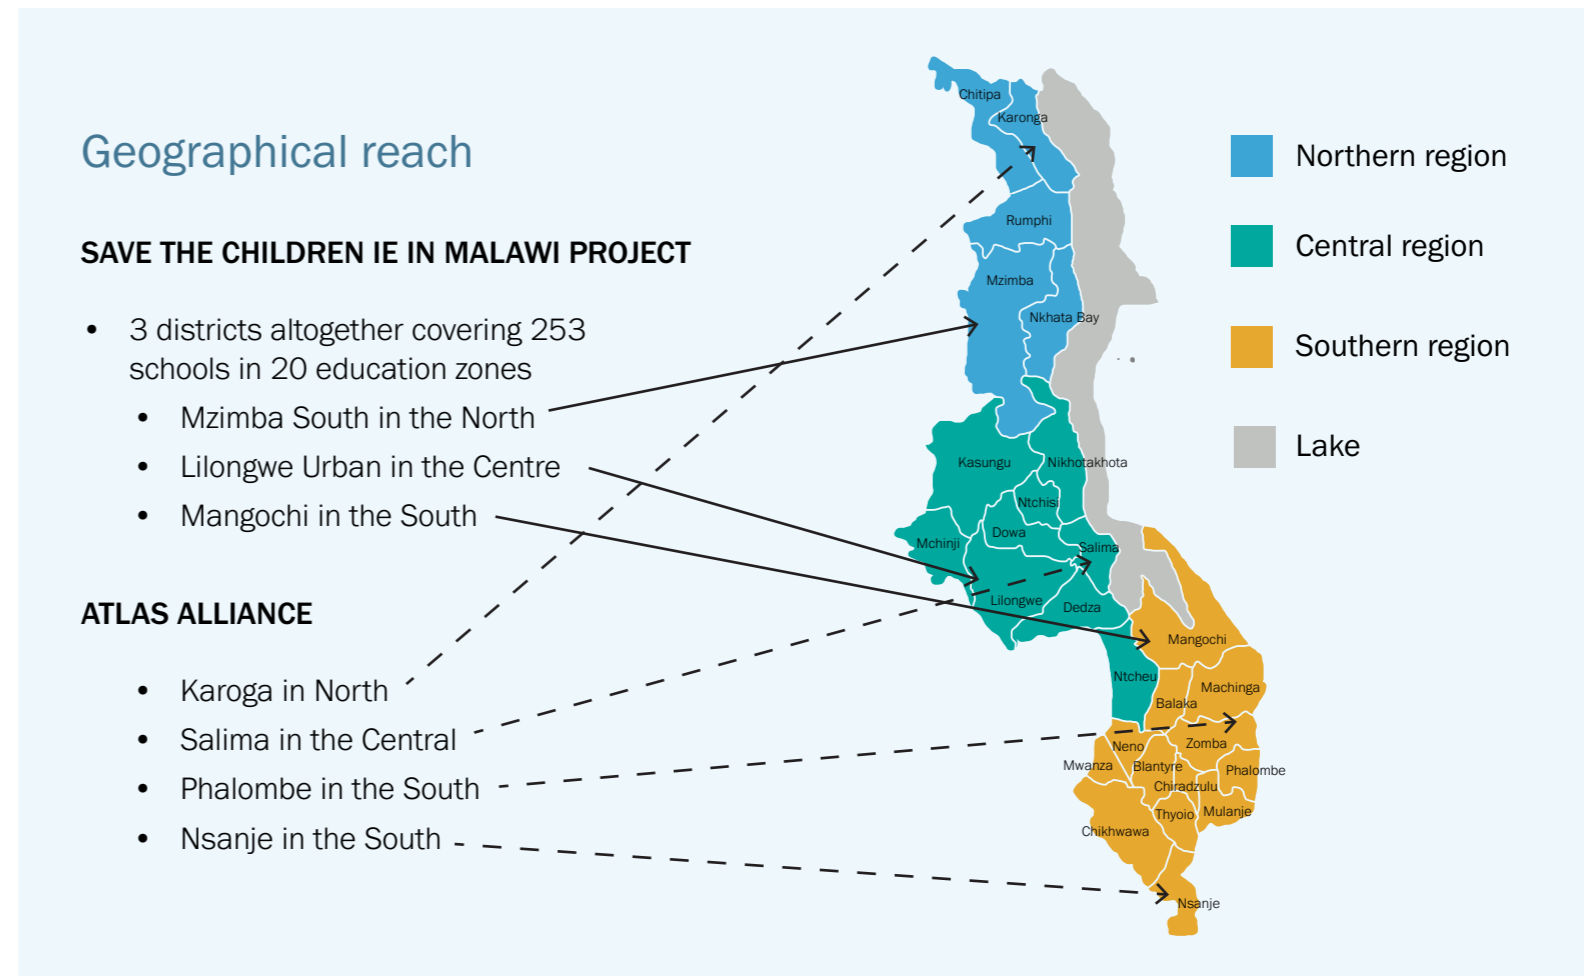 Geographical reach
SAVE THE CHILDREN IE IN MALAWI PROJECT
• 3 districts altogether covering 253
schools in 20 education zones
• Mzimba South in the North
• Lilongwe Urban in the Centre
• Mangochi in the South
ATLAS ALLIANCE
• Karoga in North
• Salima in the Central
• Phalombe in the South
• Nsanje in the South
Chitipa
Karonga
Rumphi
Mzimba
Nkhata Bay
Kasungu
Nikhotakhota
Ntchisi
Dowa
Mchinji
Salima
Lilongwe
Dedza
Mangochi
Ntcheu
Machinga
Balaka
Neno
Zomba
Mwanza
Blantyre
Phalombe
Chiradzulu
Thyoio
Mulanje
Chikhwawa
Nsanje
Northern region
Central region
Southern region
Lake